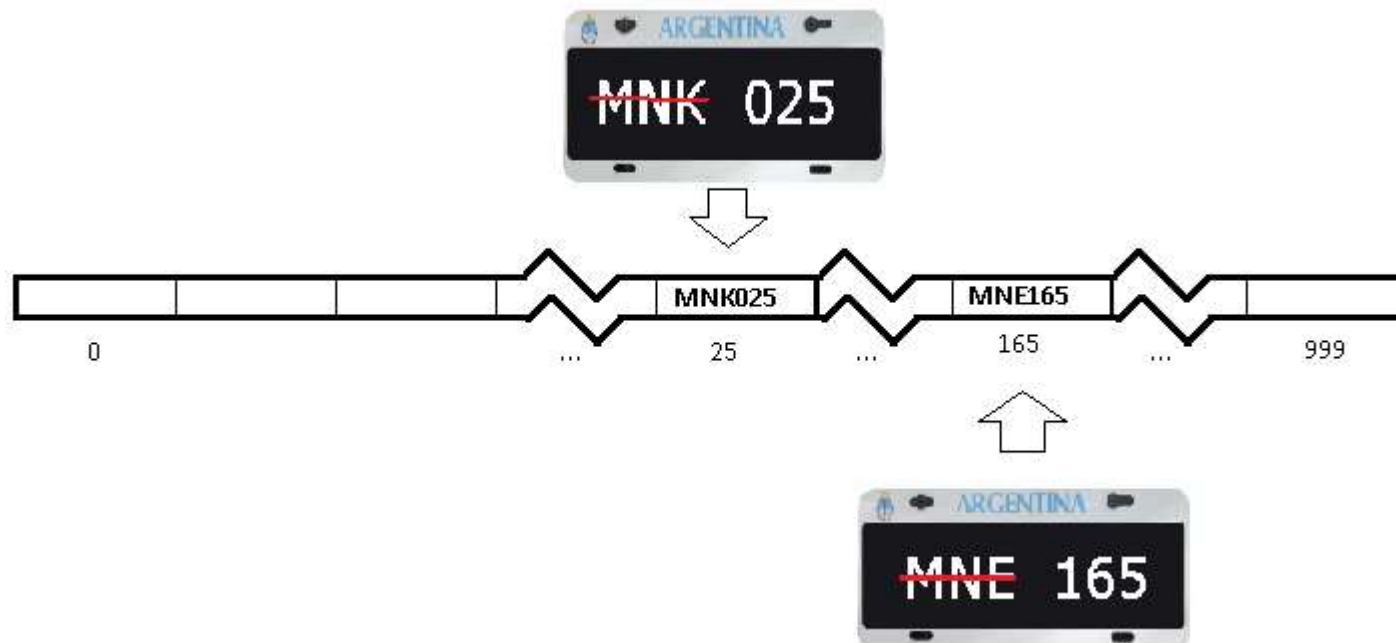 ARGENTINA
MNK 025
MNK025 MNE165
0 ... 25 ... 165 ... 999
ARGENTINA
MNE 165